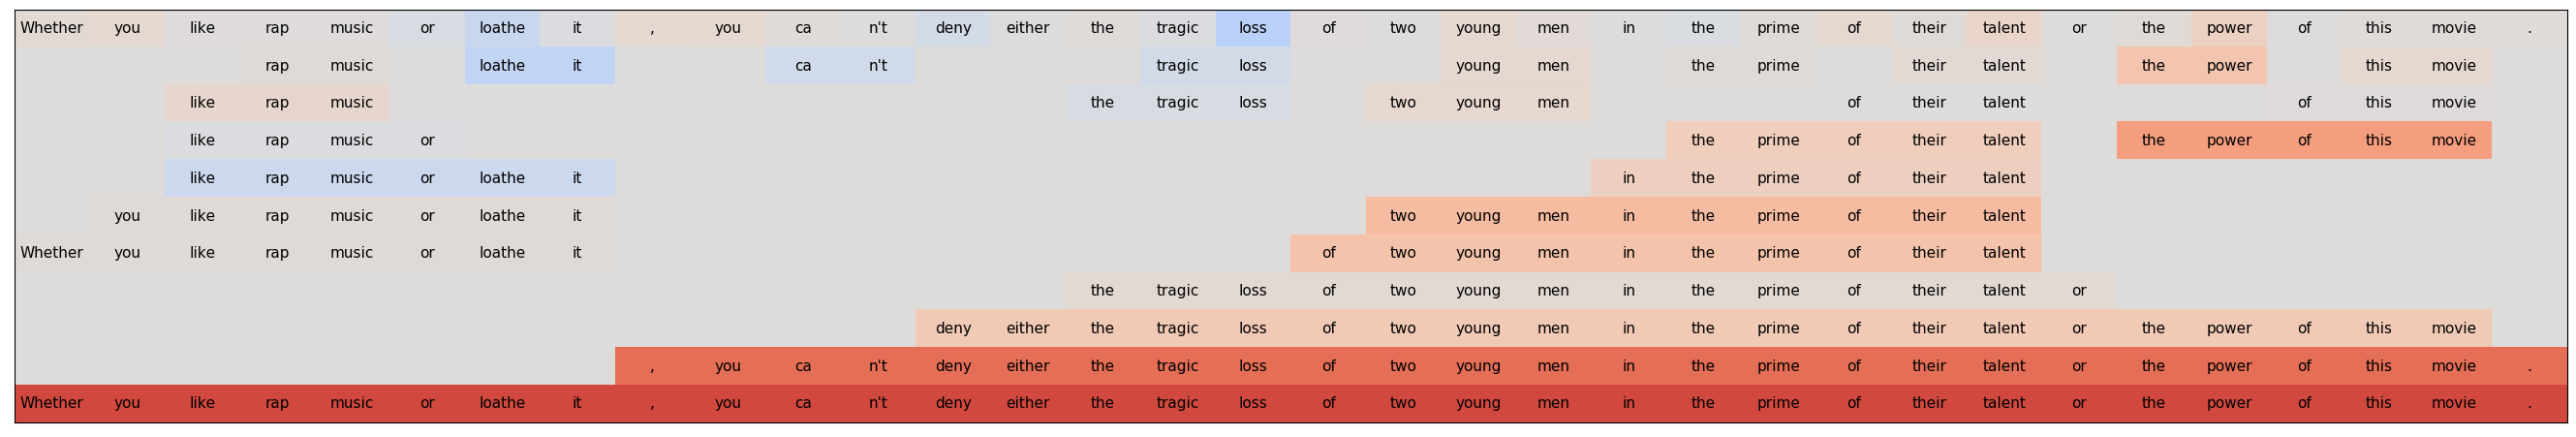 Whether you like rap music or loathe it , you ca n't deny either the tragic loss of two young men in the prime of their talent or the power of this movie .
rap music loathe it ca n't tragic loss young men the prime their talent the power this movie
like rap music the tragic loss two young men of their talent of this movie
like rap music or the prime of their talent the power of this movie
like rap music or loathe it in the prime of their talent
you like rap music or loathe it two young men in the prime of their talent
Whether you like rap music or loathe it of two young men in the prime of their talent
the tragic loss of two young men in the prime of their talent or
deny either the tragic loss of two young men in the prime of their talent or the power of this movie
, you ca n't deny either the tragic loss of two young men in the prime of their talent or the power of this movie .
Whether you like rap music or loathe it , you ca n't deny either the tragic loss of two young men in the prime of their talent or the power of this movie .